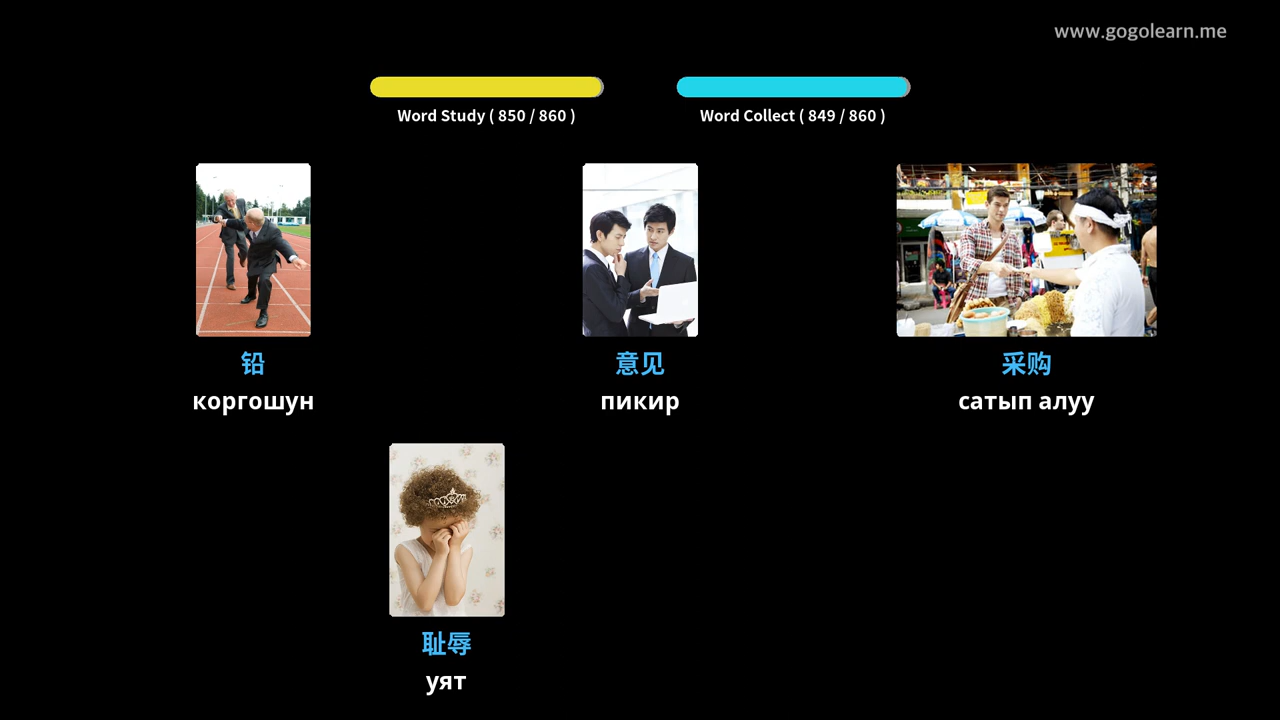 www.gogolearn.me
Word Study ( 850 / 860 )
Word Collect ( 849 / 860 )
铅
коргошун
意见
пикир
采购
сатып алуу
耻辱
уят